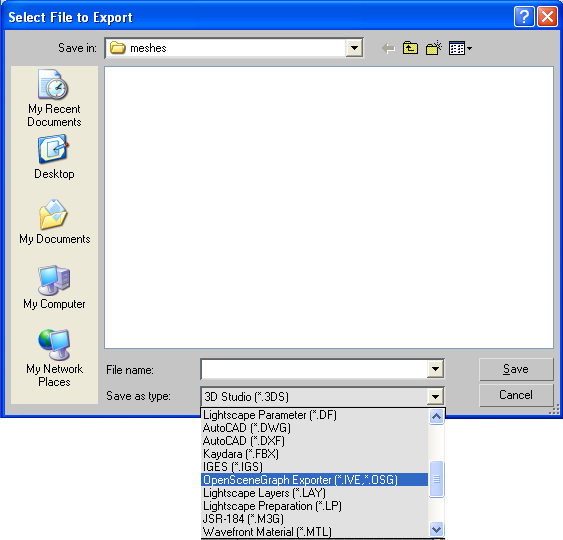 Select File to Export
Save in:
meshes
My Recent
Documents
Desktop
My Documents
My Computer
My Network
Places
File name:
Save
Save as type:
3D Studio (*.3DS)
Cancel
Lightscape Parameter (*.DF)
AutoCAD (*.DWG)
AutoCAD (*.DXF)
Kaydara (*.FBX)
IGES (*.IGS)
OpenSceneGraph Exporter (*.IVE,*.OSG)
Lightscape Layers (*.LAY)
Lightscape Preparation (*.LP)
JSR-184 (*.M3G)
Wavefront Material (*.MTL)